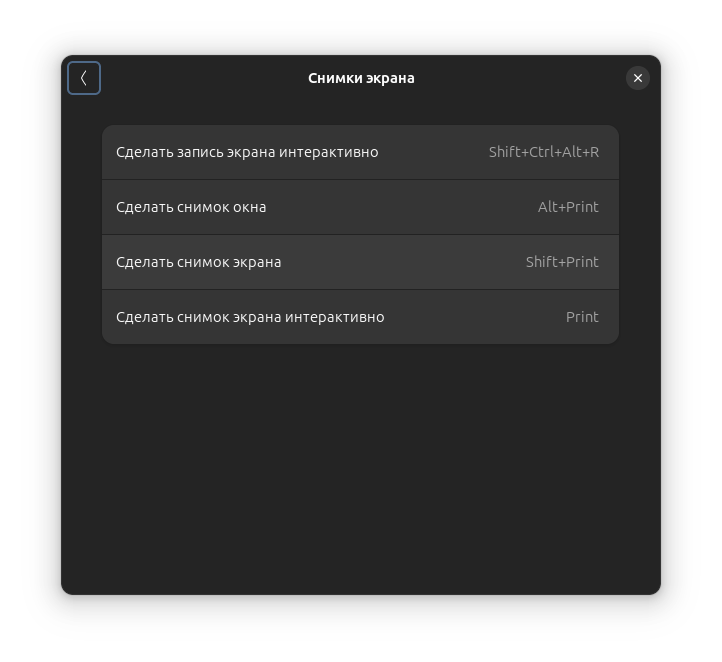 Снимки экрана
Сделать запись экрана интерактивно Shift+Ctrl+Alt+R
Сделать снимок окна Alt+Print
Сделать снимок экрана Shift+Print
Сделать снимок экрана интерактивно Print